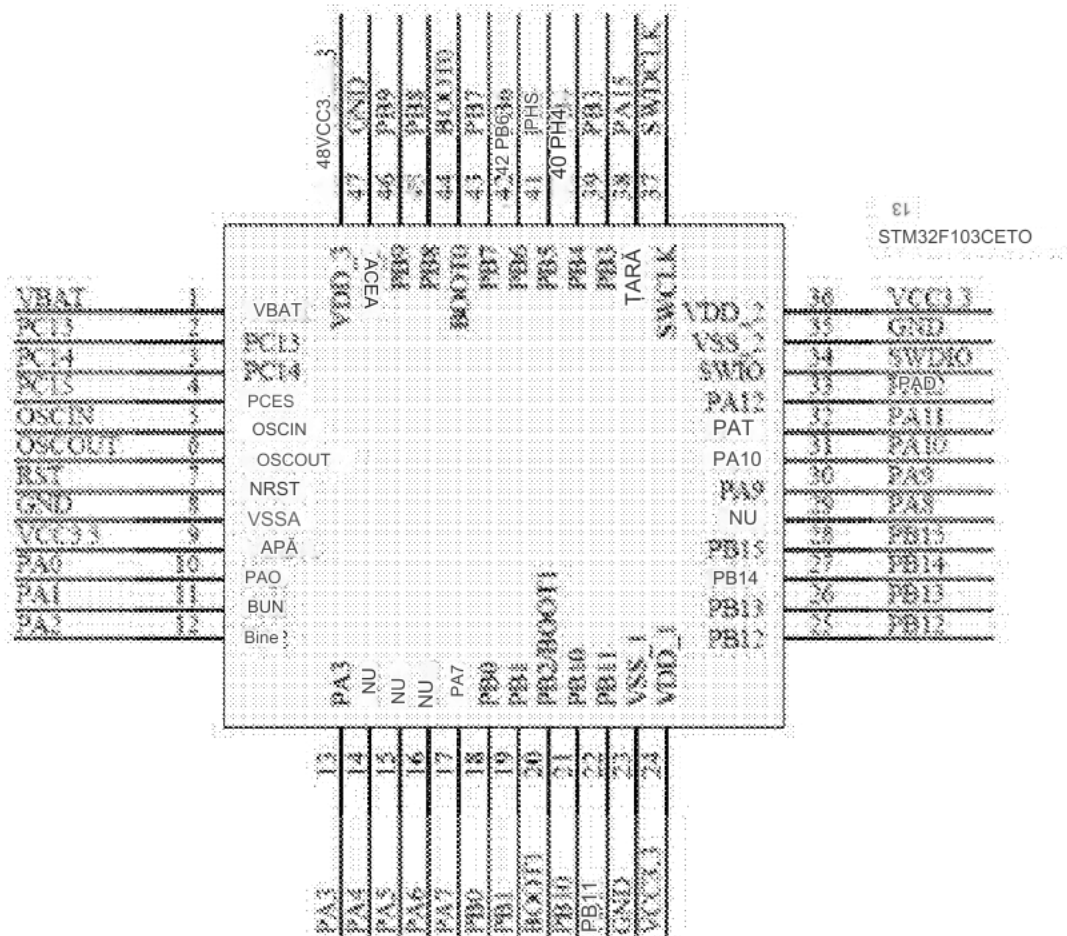 48VCC3.3
47 GND
46 PB9
45 PB8
44 BOOT0
43 PB7
42 PB6
41 PHS
40 PH4
39 PB3
38 PA15
37 SWDCLK
13
STM32F103CETO
VDD_3
ACEA
PB9
PB8
BOOT0
PB7
PB6
PB5
PB4
PB3
ȚARĂ
SWCLK
VBAT 1 VBAT
PC13 2 PC13
PC14 3 PC14
PC15 4 PCES
OSCIN 5 OSCIN
OSCOUT 6 OSCOUT
RST 7 NRST
GND 8 VSSA
VCC3.3 9 APĂ
PA0 10 PAO
PA1 11 BUN
PA2 12 Bine
VDD_2 36 VCC3.3
VSS_2 35 GND
SWIO 34 SWDIO
PA12 33 PAD
PAT 32 PA11
PA10 31 PA10
PA9 30 PA9
NU 29 PA8
PB15 28 PB15
PB14 27 PB14
PB13 26 PB13
PB12 25 PB12
PA3
NU
NU
NU
PA7
PB0
PB1
PB2/BOOT1
PB10
PB11
VSS_1
VDD_1
13 PA3
14 PA4
15 PA5
16 PA6
17 PA7
18 PB0
19 PB1
20 BOOT1
21 PB10
22 PB11
23 GND
24 VCC3.3